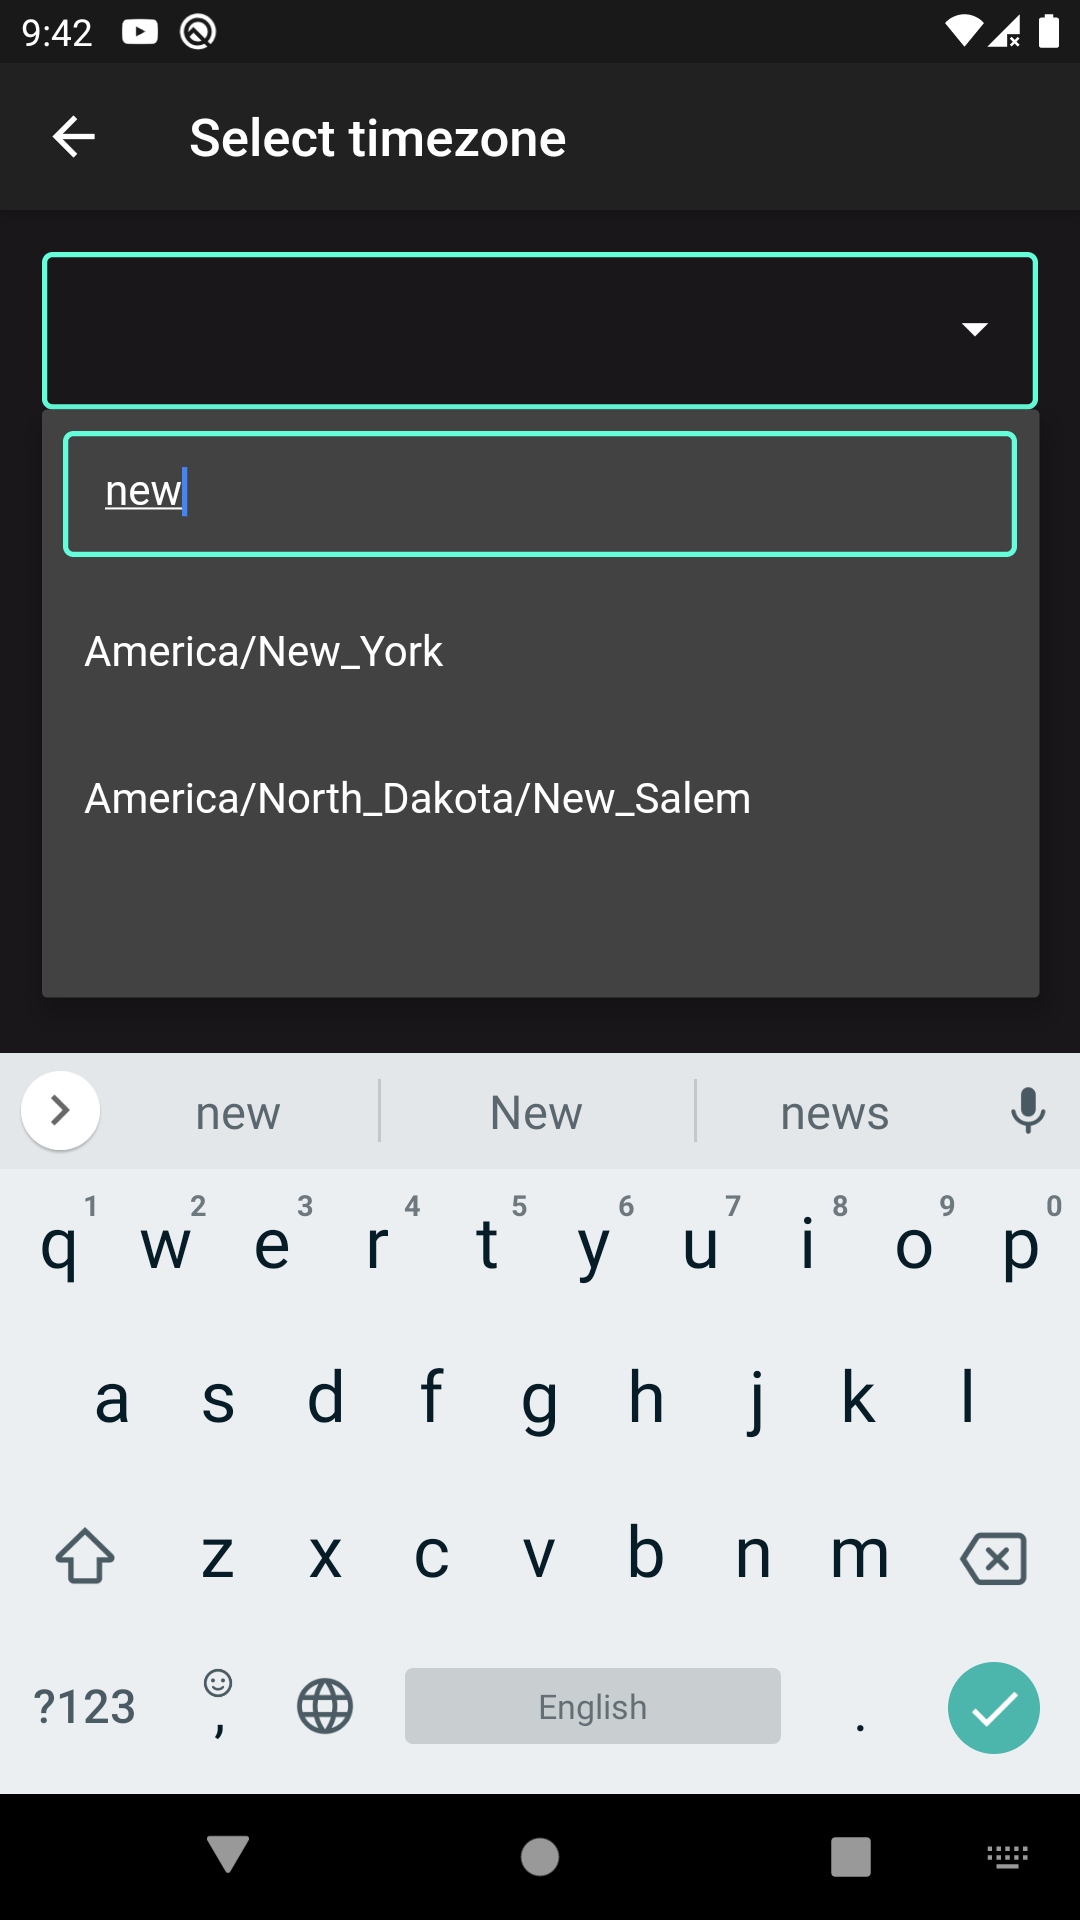 9:42
Select timezone
new
America/New_York
America/North_Dakota/New_Salem
new New news
1 2 3 4 5 6 7 8 9 0
q w e r t y u i o p
a s d f g h j k l
z x c v b n m
?123 , English .